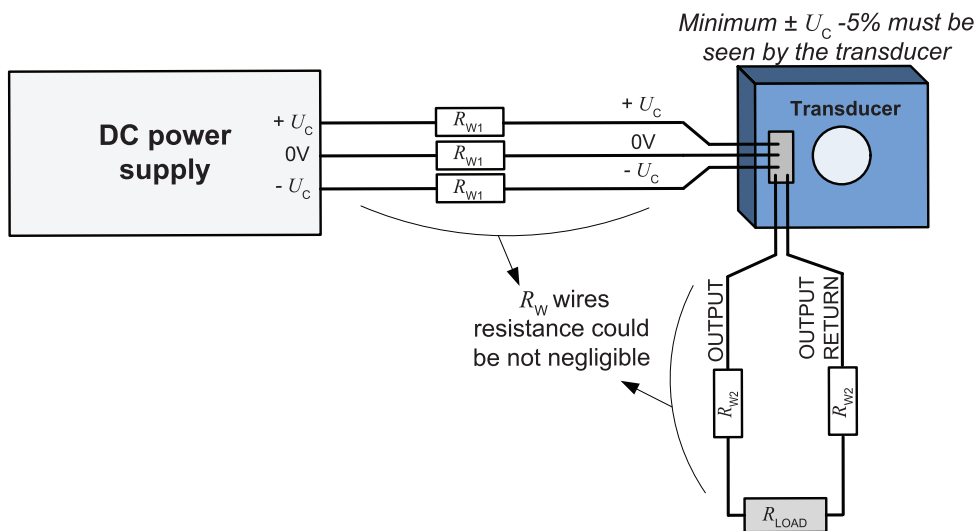 Minimum ± UC -5% must be
seen by the transducer
DC power
supply
+ UC
0V
- UC
RW1
RW1
RW1
+ UC
0V
- UC
Transducer
RW wires
resistance could
be not negligible
OUTPUT
OUTPUT
RETURN
RW2
RW2
RLOAD